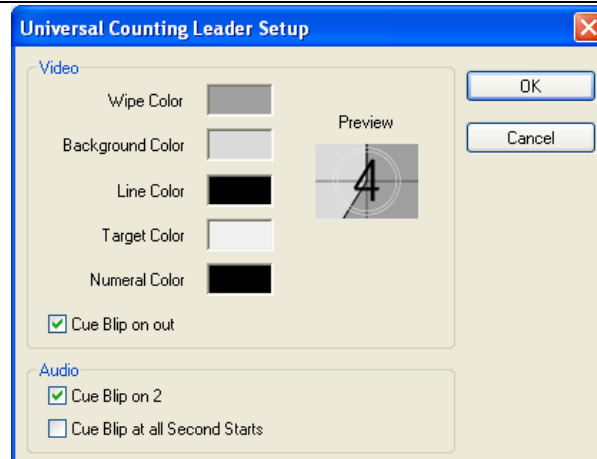 Universal Counting Leader Setup
Video
Wipe Color
Background Color
Line Color
Target Color
Numeral Color
Cue Blip on out
Preview
4
OK
Cancel
Audio
Cue Blip on 2
Cue Blip at all Second Starts